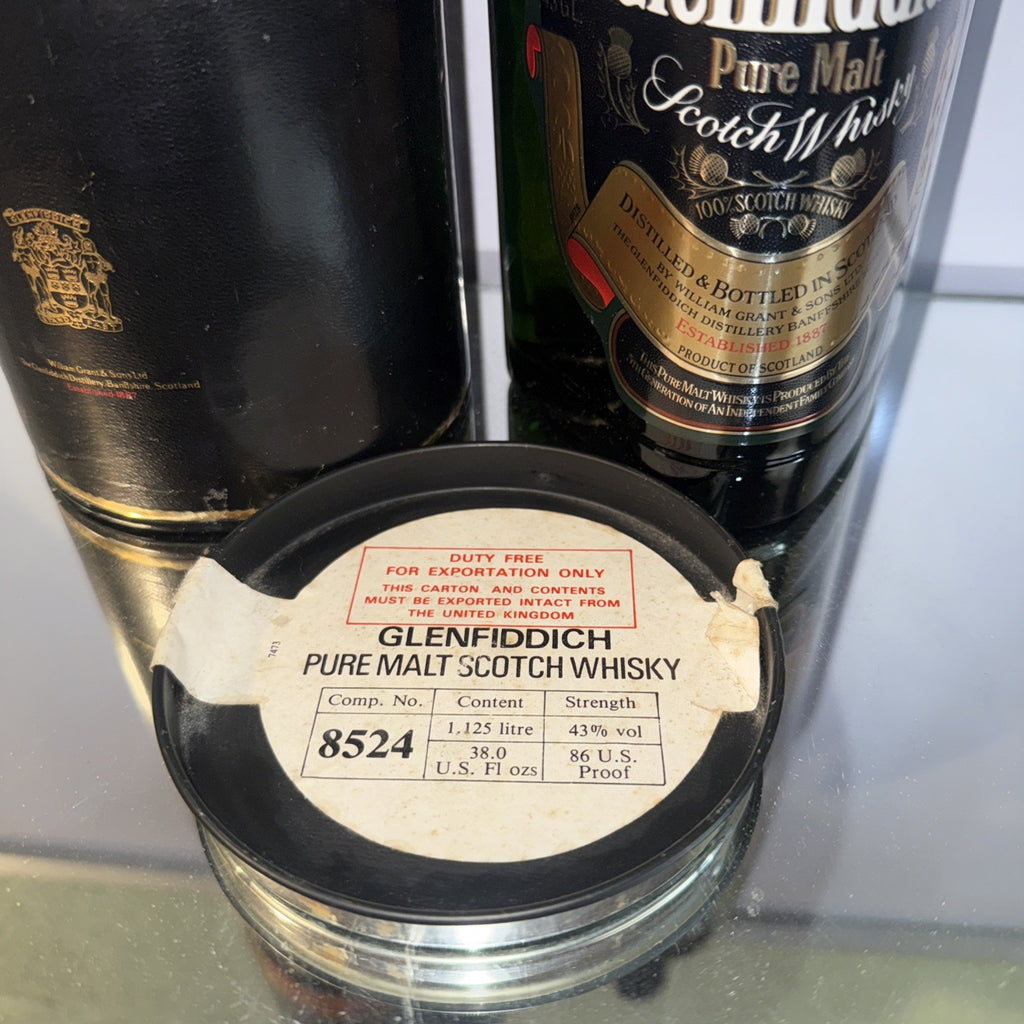 GLENFIDDICH
William Grant & Sons Ltd
The Glenfiddich Distillery, Banffshire, Scotland
Established 1887
Glenfiddich
Pure Malt
Scotch Whisky
100% SCOTCH WHISKY
DISTILLED & BOTTLED IN
BY WILLIAM GRANT & SONS LTD.
THE GLENFIDDICH DISTILLERY BANFFSHIRE
ESTABLISHED 1887
PRODUCT OF SCOTLAND
THIS PURE MALT WHISKY IS PRODUCED BY THE
5TH GENERATION OF AN INDEPENDENT FAMILY
DUTY FREE
FOR EXPORTATION ONLY
THIS CARTON AND CONTENTS
MUST BE EXPORTED INTACT FROM
THE UNITED KINGDOM
7473
GLENFIDDICH
PURE MALT SCOTCH WHISKY
Comp. No. Content Strength
8524 1.125 litre 43% vol
38.0 86 U.S.
U.S. Fl ozs Proof